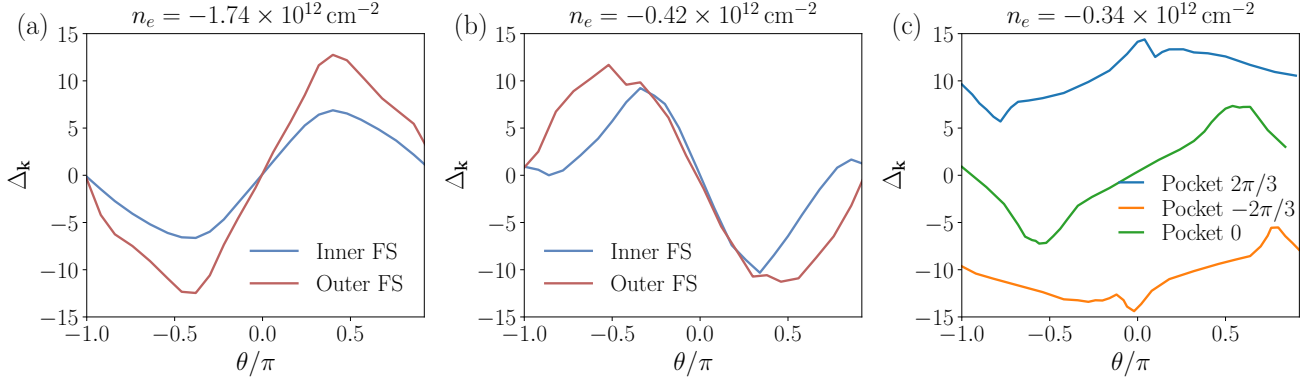 (a) n_e = −1.74 × 10^12 cm^−2
15
10
5
0
−5
−10
−15
Δ_k
Inner FS
Outer FS
−1.0 −0.5 0.0 0.5
θ/π
(b) n_e = −0.42 × 10^12 cm^−2
15
10
5
0
−5
−10
−15
Δ_k
Inner FS
Outer FS
−1.0 −0.5 0.0 0.5
θ/π
(c) n_e = −0.34 × 10^12 cm^−2
15
10
5
0
−5
−10
−15
Δ_k
Pocket 2π/3
Pocket −2π/3
Pocket 0
−1.0 −0.5 0.0 0.5
θ/π